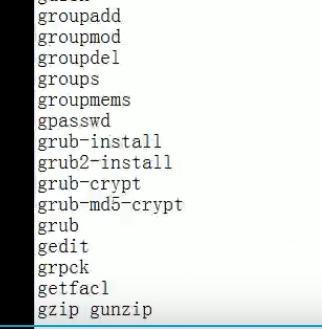 groupadd
groupmod
groupdel
groups
groupmems
gpasswd
grub-install
grub2-install
grub-crypt
grub-md5-crypt
grub
gedit
grpck
getfacl
gzip gunzip